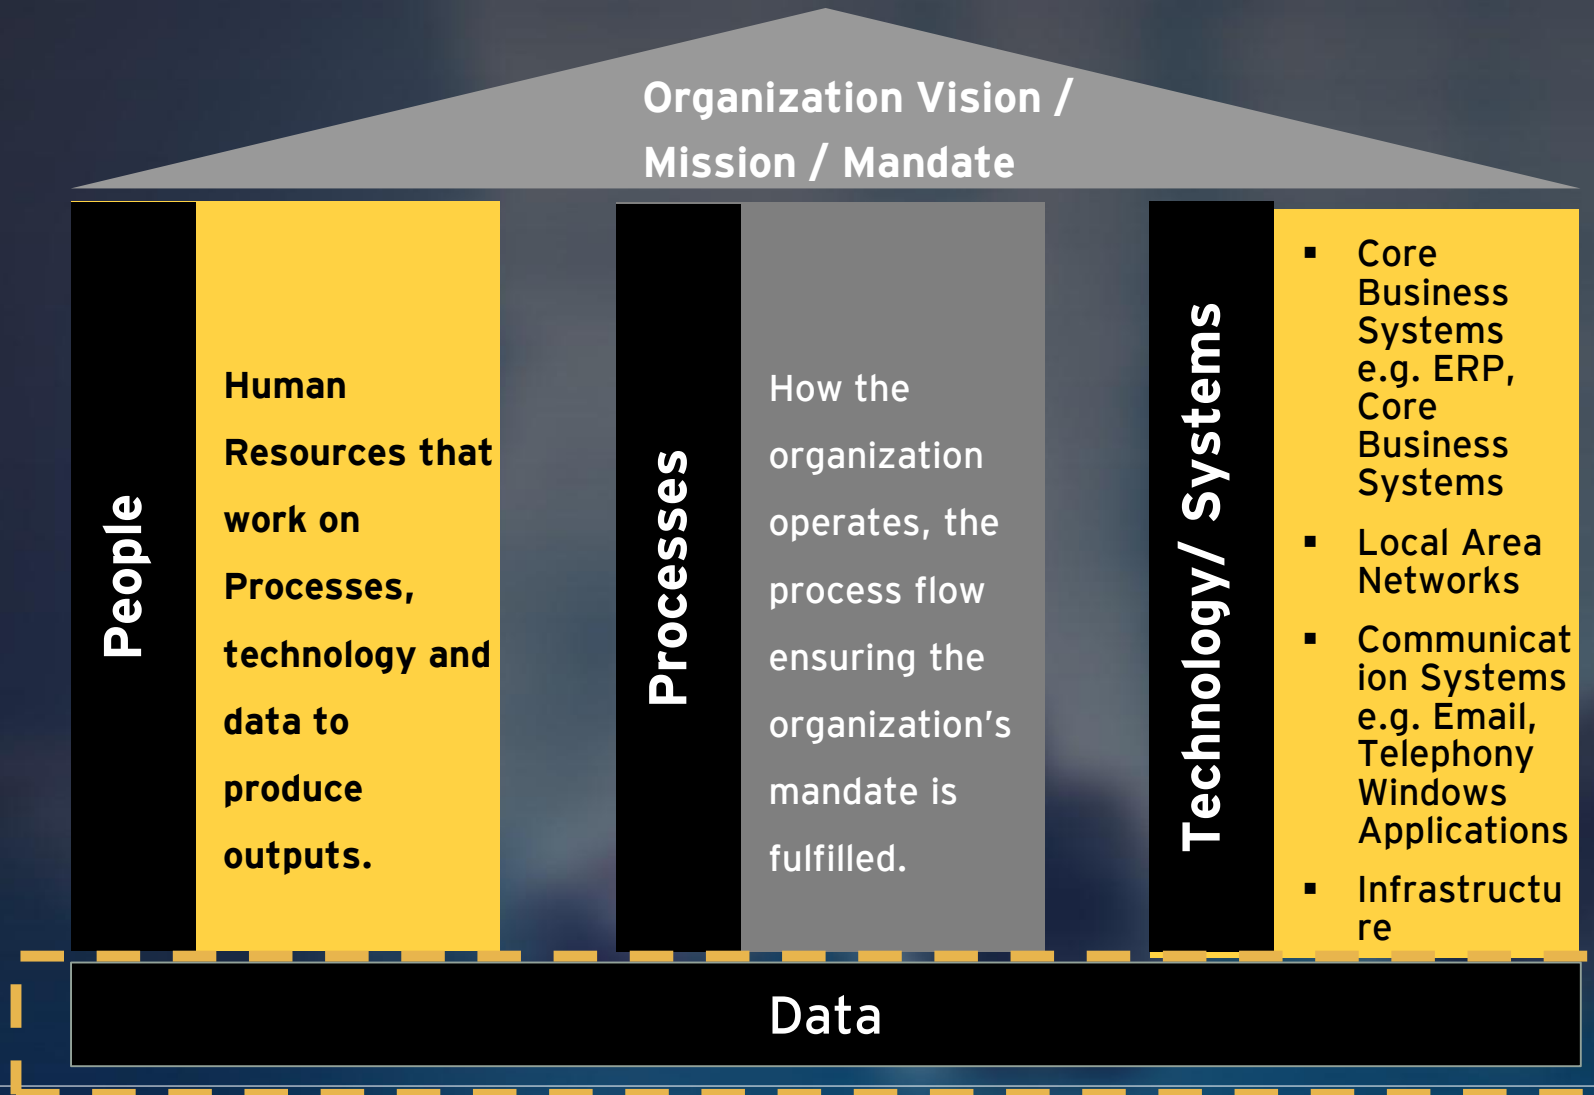 Organization Vision /
Mission / Mandate
People
Human
Resources that
work on
Processes,
technology and
data to
produce
outputs.
Processes
How the
organization
operates, the
process flow
ensuring the
organization’s
mandate is
fulfilled.
Technology/ Systems
▪ Core
Business
Systems
e.g. ERP,
Core
Business
Systems
▪ Local Area
Networks
▪ Communicat
ion Systems
e.g. Email,
Telephony
Windows
Applications
▪ Infrastructu
re
Data